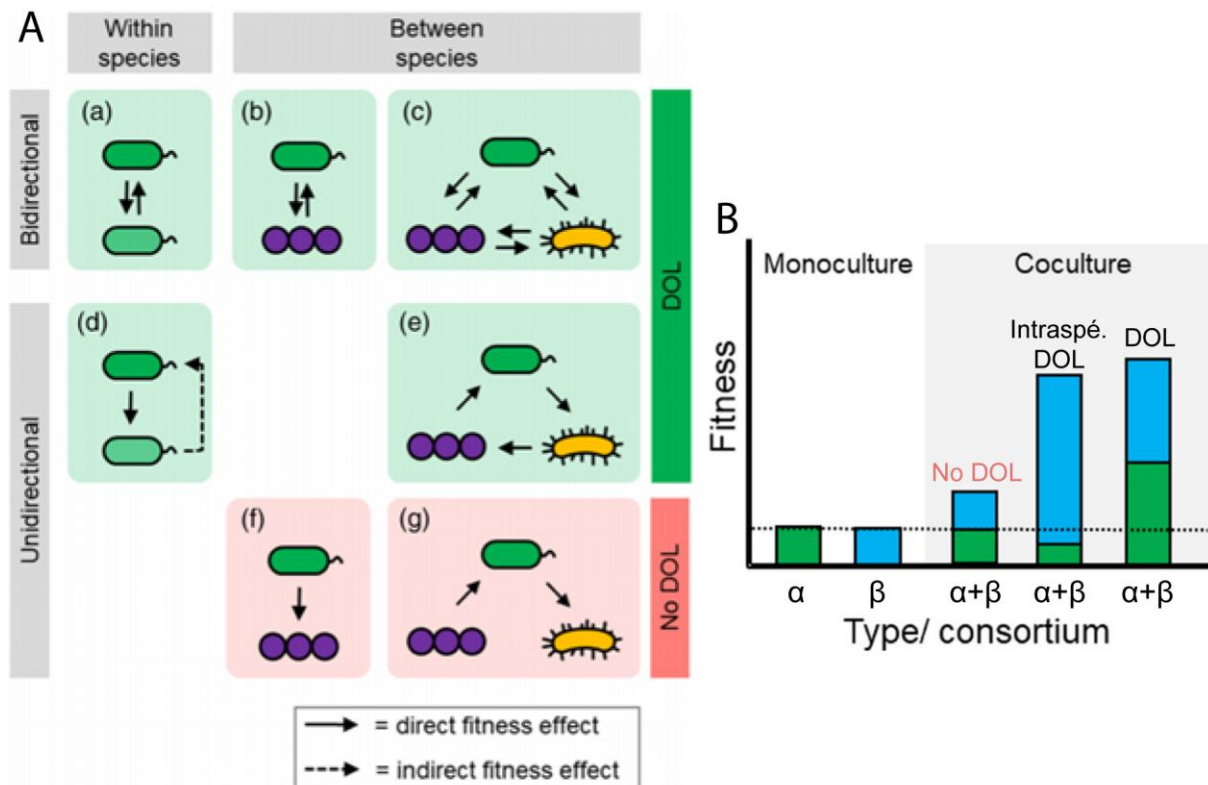 A
Within
species
Between
species
Bidirectional
(a)
(b)
(c)
DOL
Unidirectional
(d)
(e)
(f)
(g)
No DOL
= direct fitness effect
= indirect fitness effect
B
Monoculture
Coculture
Fitness
No DOL
Intraspé.
DOL
DOL
α
β
α+β
α+β
α+β
Type/ consortium